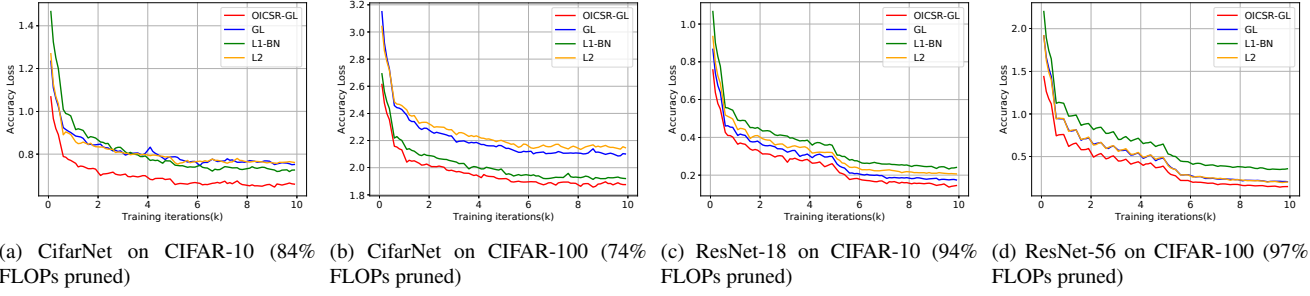 1.4
1.2
1.0
0.8
Accuracy Loss
OICSR-GL
GL
L1-BN
L2
0 2 4 6 8 10
Training iterations(k)
3.2
3.0
2.8
2.6
2.4
2.2
2.0
1.8
Accuracy Loss
OICSR-GL
GL
L1-BN
L2
0 2 4 6 8 10
Training iterations(k)
1.0
0.8
0.6
0.4
0.2
Accuracy Loss
OICSR-GL
GL
L1-BN
L2
0 2 4 6 8 10
Training iterations(k)
2.0
1.5
1.0
0.5
Accuracy Loss
OICSR-GL
GL
L1-BN
L2
0 2 4 6 8 10
Training iterations(k)
(a) CifarNet on CIFAR-10 (84%
FLOPs pruned)
(b) CifarNet on CIFAR-100 (74%
FLOPs pruned)
(c) ResNet-18 on CIFAR-10 (94%
FLOPs pruned)
(d) ResNet-56 on CIFAR-100 (97%
FLOPs pruned)